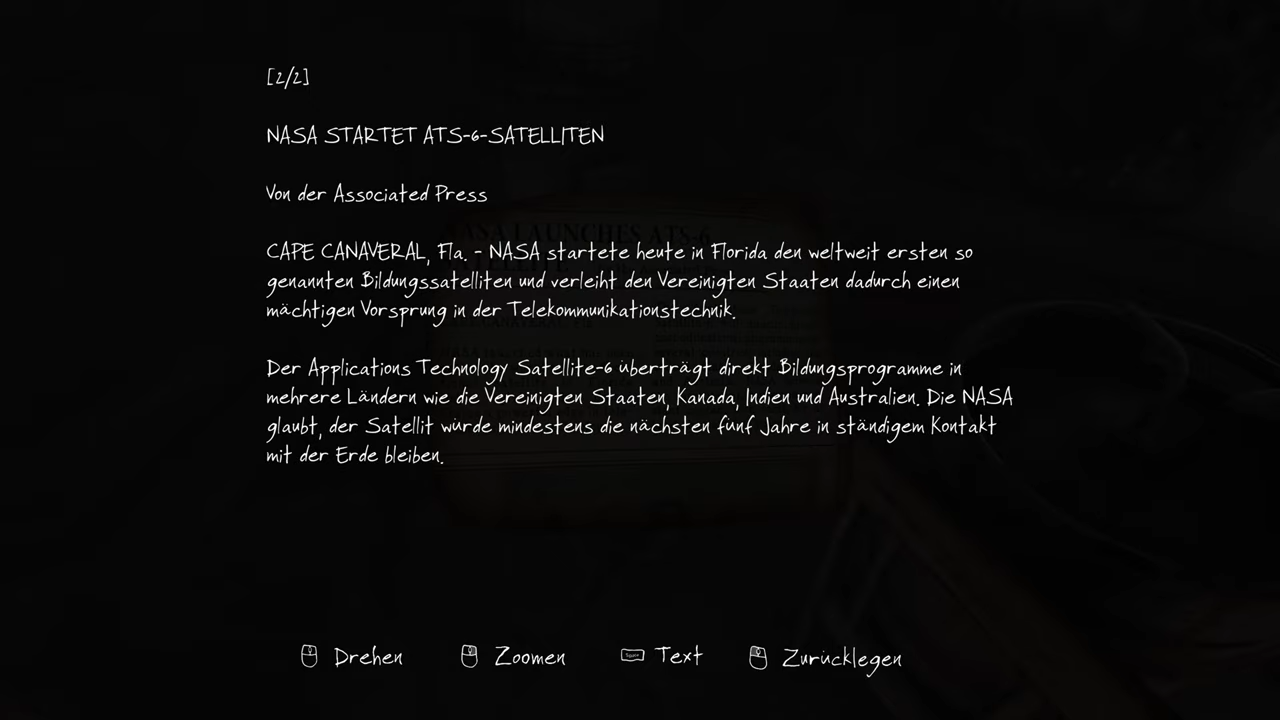 [2/2]
NASA STARTET ATS-6-SATELLITEN
Von der Associated Press
CAPE CANAVERAL, Fla. - NASA startete heute in Florida den weltweit ersten so
genannten Bildungssatelliten und verleiht den Vereinigten Staaten dadurch einen
mächtigen Vorsprung in der Telekommunikationstechnik.
Der Applications Technology Satellite-6 überträgt direkt Bildungsprogramme in
mehrere Ländern wie die Vereinigten Staaten, Kanada, Indien und Australien. Die NASA
glaubt, der Satellit würde mindestens die nächsten fünf Jahre in ständigem Kontakt
mit der Erde bleiben.
Drehen Zoomen Text Zurücklegen